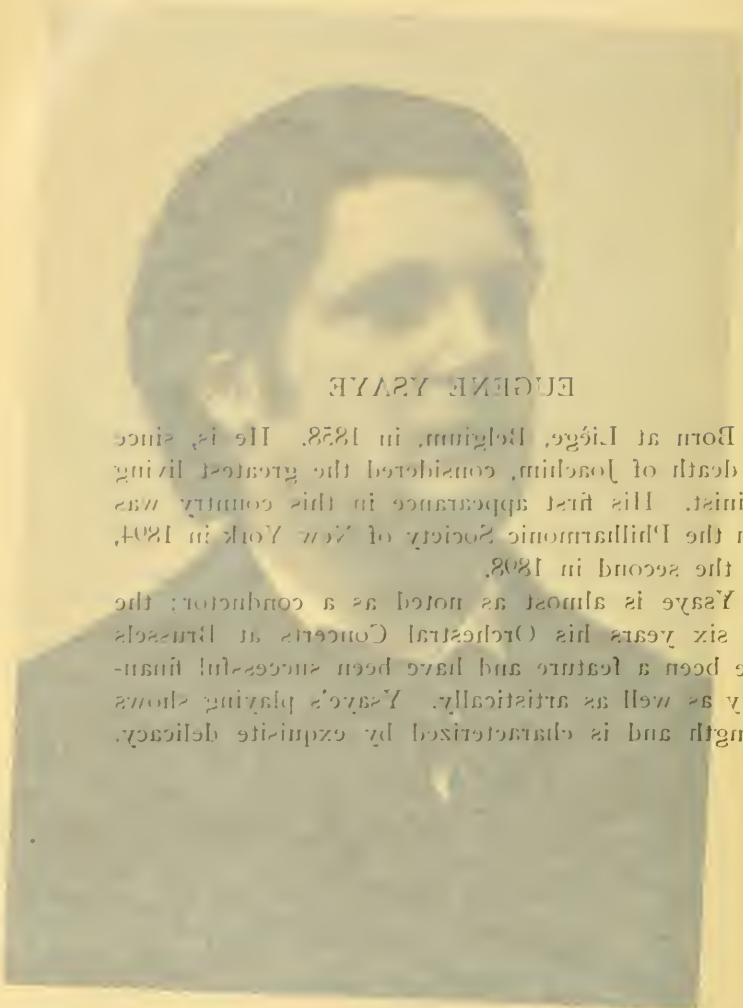 EUGENE YSAYE
Born at Liège, Belgium, in 1858. He is, since
death of Joachim, considered the greatest living
inist. His first appearance in this country was
the Philharmonic Society of New York in 1894,
the second in 1898.
Ysaye is almost as noted as a conductor; the
six years his Orchestral Concerts at Brussels
e been a feature and have been successful finan-
y as well as artistically. Ysaye's playing shows
ngth and is characterized by exquisite delicacy.